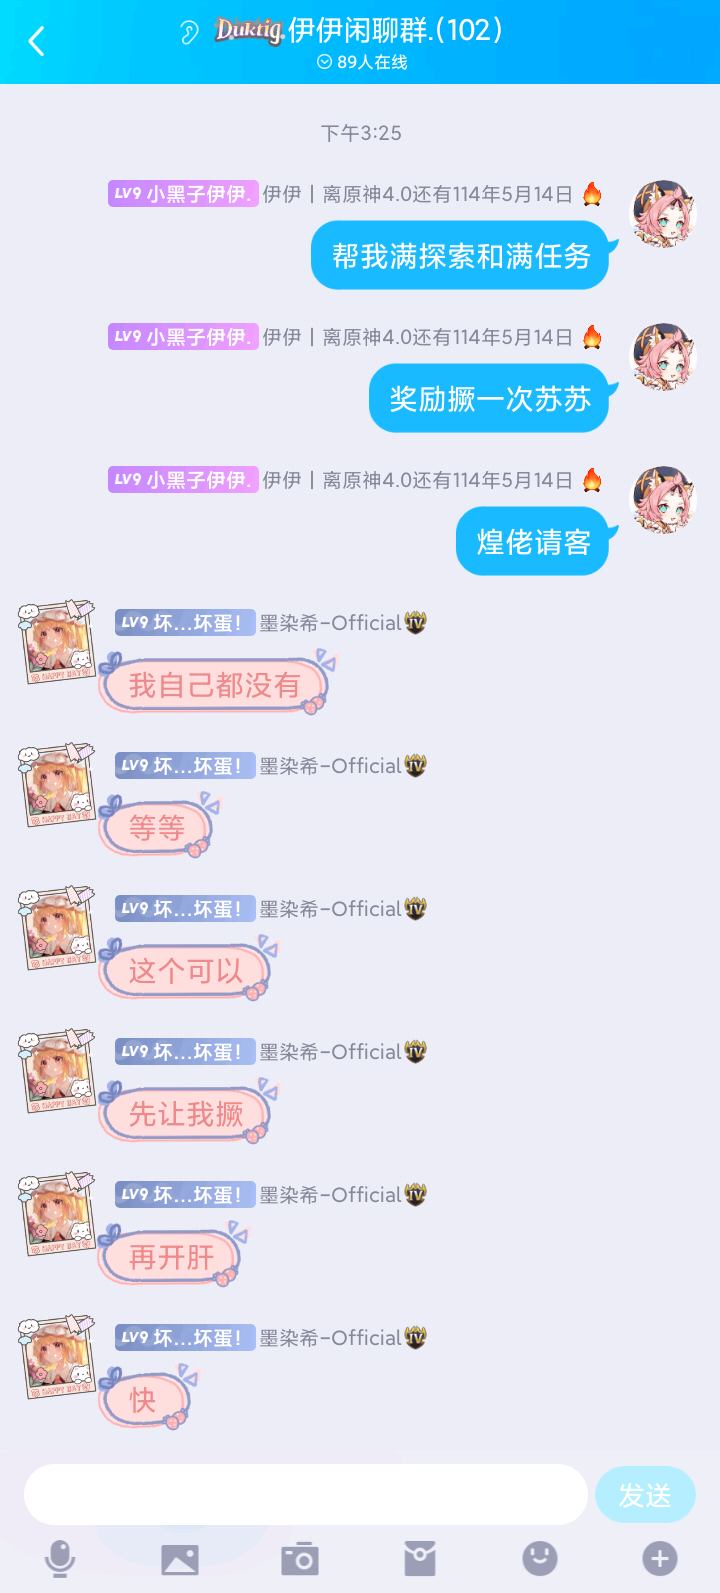 Duktig.伊伊闲聊群.(102)
89人在线
下午3:25
LV9 小黑子伊伊. 伊伊丨离原神4.0还有114年5月14日
帮我满探索和满任务
LV9 小黑子伊伊. 伊伊丨离原神4.0还有114年5月14日
奖励撅一次苏苏
LV9 小黑子伊伊. 伊伊丨离原神4.0还有114年5月14日
煌佬请客
LV9 坏...坏蛋! 墨染希-Official IV
我自己都没有
LV9 坏...坏蛋! 墨染希-Official IV
等等
LV9 坏...坏蛋! 墨染希-Official IV
这个可以
LV9 坏...坏蛋! 墨染希-Official IV
先让我撅
LV9 坏...坏蛋! 墨染希-Official IV
再开肝
LV9 坏...坏蛋! 墨染希-Official IV
快
发送